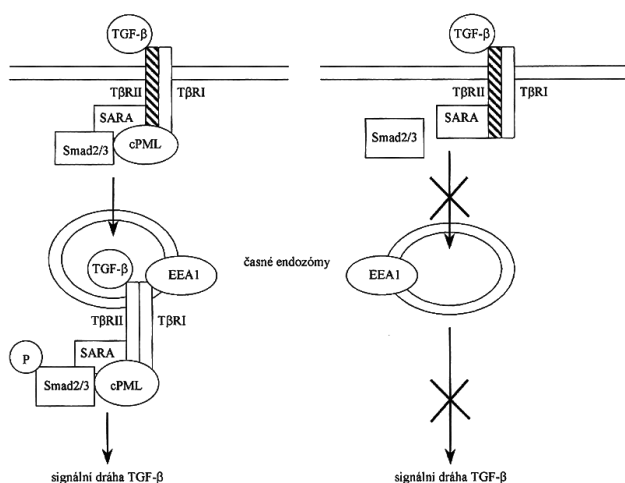 TGF-β
TβRII
TβRI
SARA
Smad2/3
cPML
TGF-β
EEA1
TβRII
TβRI
P
SARA
Smad2/3
cPML
signální dráha TGF-β
časné endozómy
TGF-β
TβRII
TβRI
SARA
Smad2/3
EEA1
signální dráha TGF-β